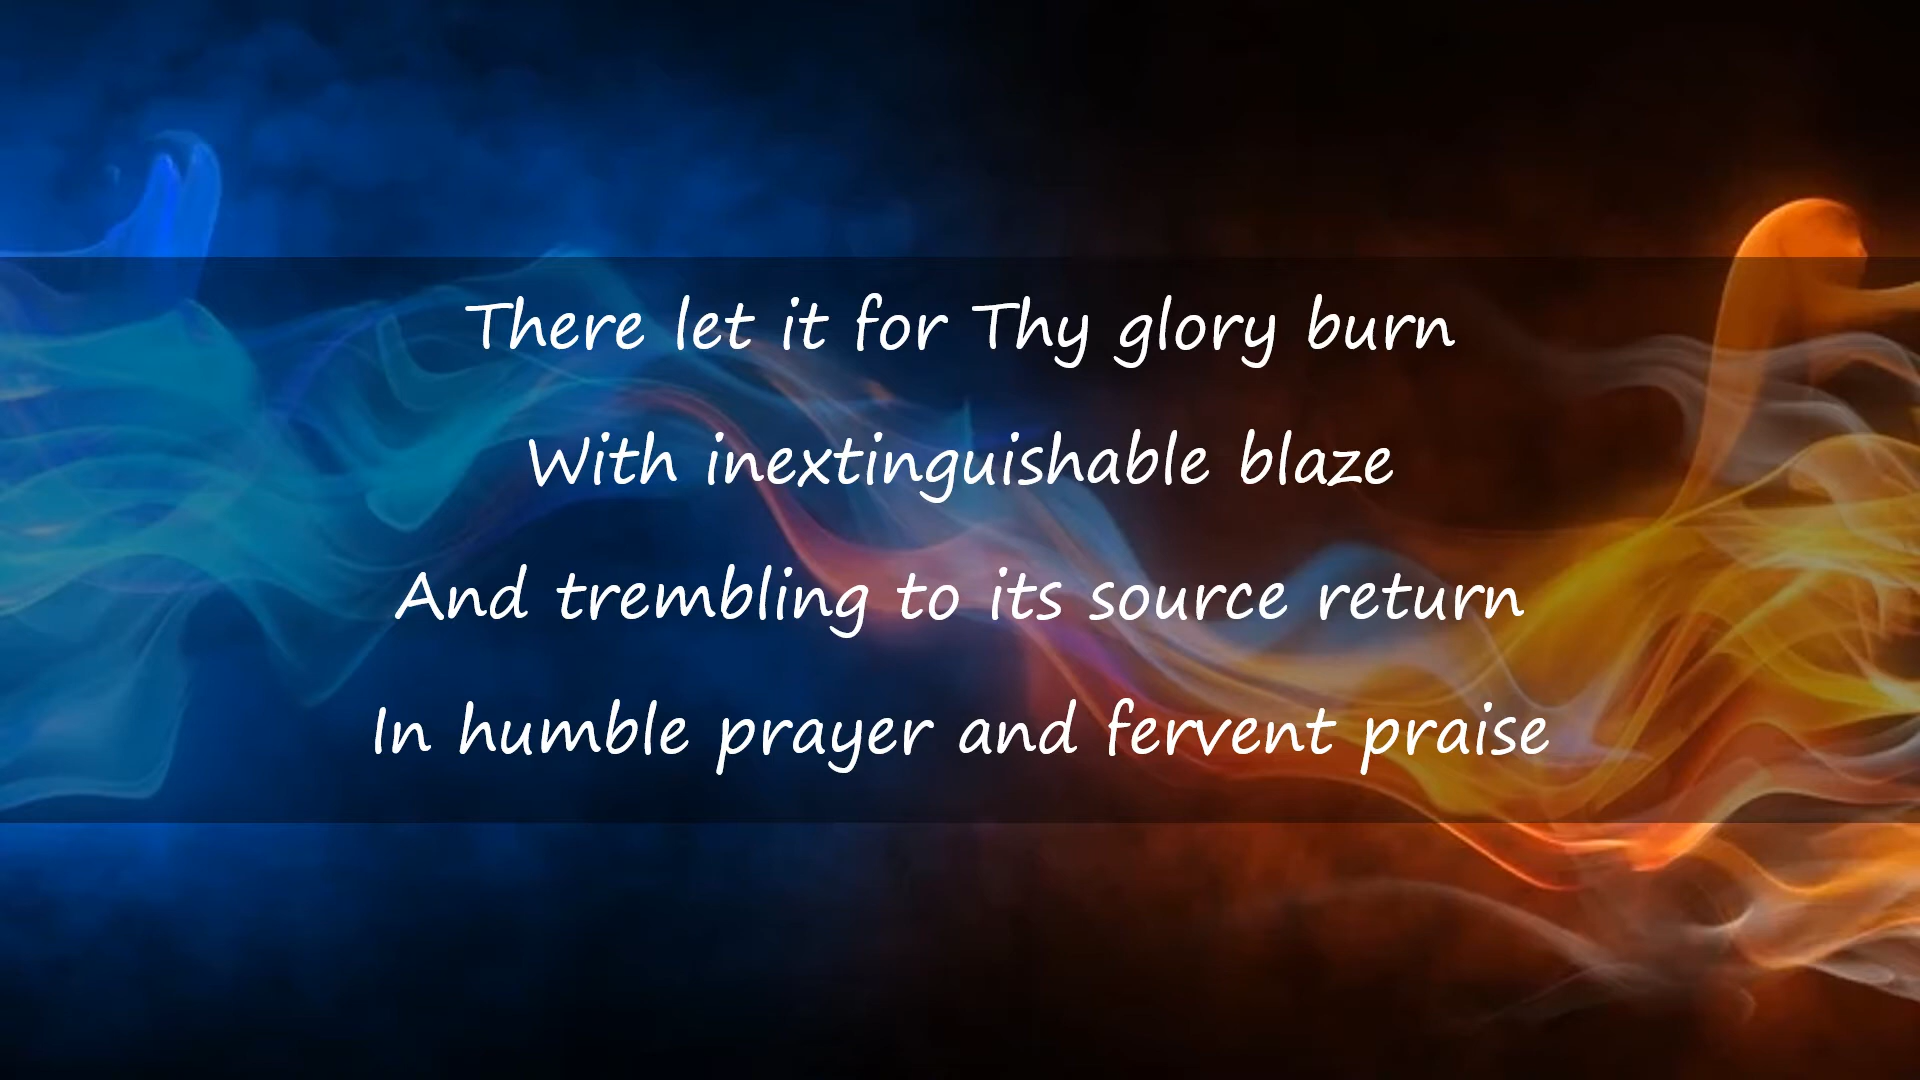 There let it for Thy glory burn
With inextinguishable blaze
And trembling to its source return
In humble prayer and fervent praise